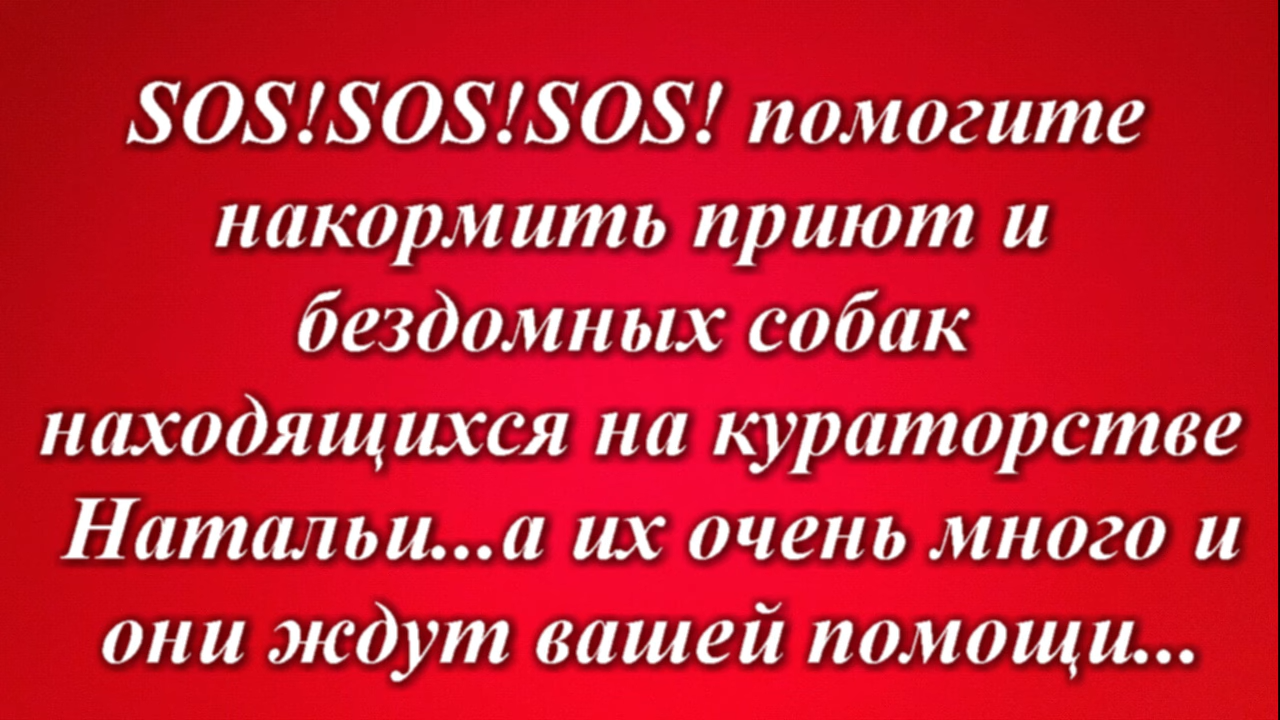 SOS!SOS!SOS! помогите
накормить приют и
бездомных собак
находящихся на кураторстве
Натальи...а их очень много и
они ждут вашей помощи...